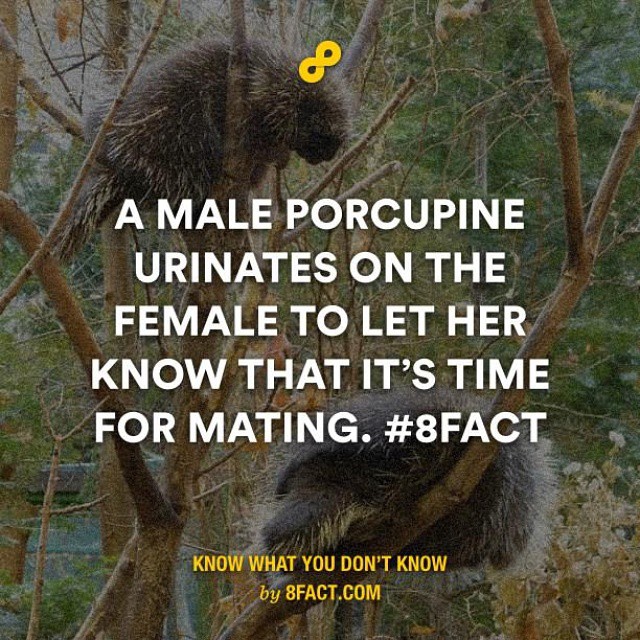 A MALE PORCUPINE
URINATES ON THE
FEMALE TO LET HER
KNOW THAT IT’S TIME
FOR MATING. #8FACT
KNOW WHAT YOU DON’T KNOW
by 8FACT.COM